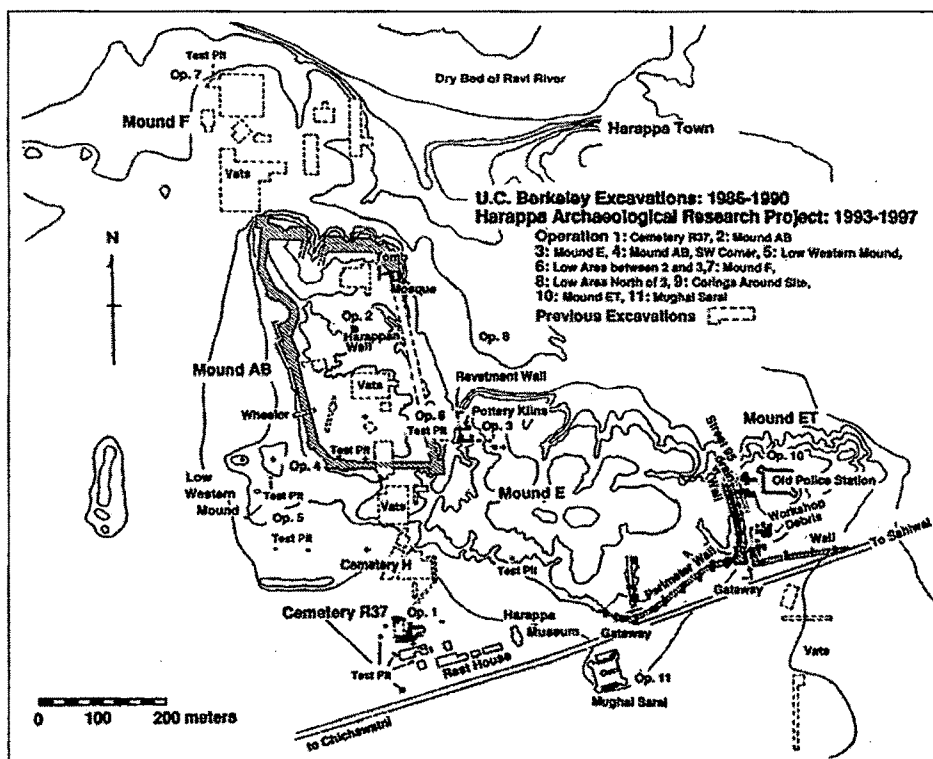 Test Pit
Op. 7
Dry Bed of Ravi River
Mound F
Harappa Town
Vats
U.C. Berkeley Excavations: 1986-1990
Harappa Archaeological Research Project: 1993-1997
Operation 1: Cemetery R37, 2: Mound AB
3: Mound E, 4: Mound AB, SW Corner, 5: Low Western Mound,
6: Low Area between 2 and 3, 7: Mound F,
8: Low Area North of 3, 9: Corings Around Site,
10: Mound ET, 11: Mughal Sarai
Previous Excavations
N
Tomb
Mosque
Op. 2
Harappan
Well
Op. 8
Mound AB
Revetment Wall
Vats
Wheeler
Op. 6
Test Pit
Pottery Kilns
Op. 3
Mound ET
Op. 10
Old Police Station
Test Pit
Op. 4
Low
Western
Mound
Test Pit
Op. 5
Vats
Mound E
Workshop
Debris
Wall
To Sahiwal
Test Pit
Cemetery H
Test Pit
Perimeter Wall
Gateway
Cemetery R37
Op. 1
Harappa
Museum
Gateway
Vats
Test Pit
Rest House
Op. 11
Mughal Sarai
0 100 200 meters
to Chichawatni